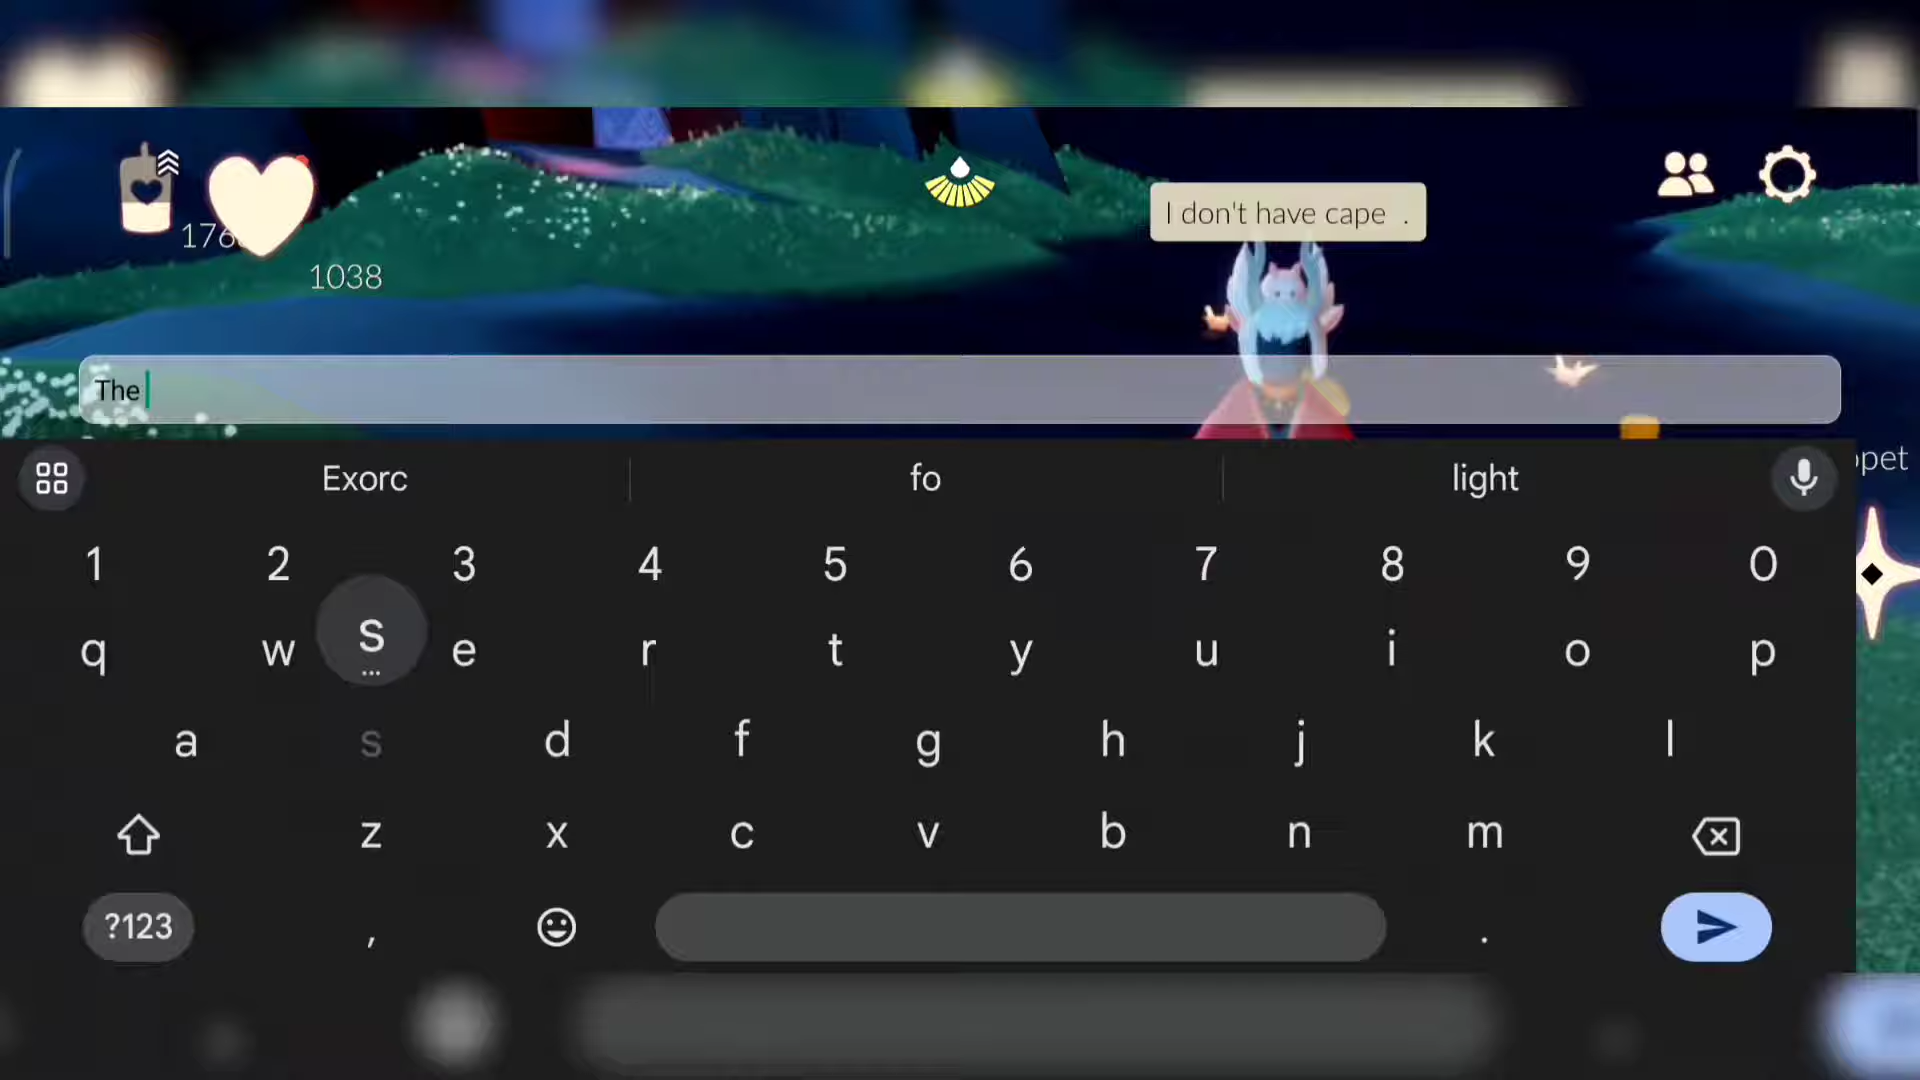 176
1038
I don't have cape .
The
pet
Exorc fo light
1 2 3 4 5 6 7 8 9 0
q w s e r t y u i o p
a s d f g h j k l
z x c v b n m
?123 , .